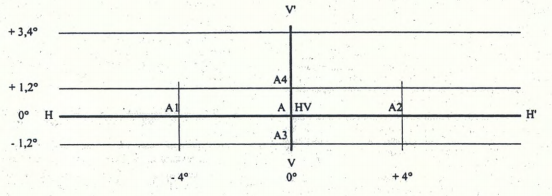 V'
+ 3,4°
+ 1,2° A4
0° H A1 A HV A2 H'
- 1,2° A3
V
- 4° 0° + 4°